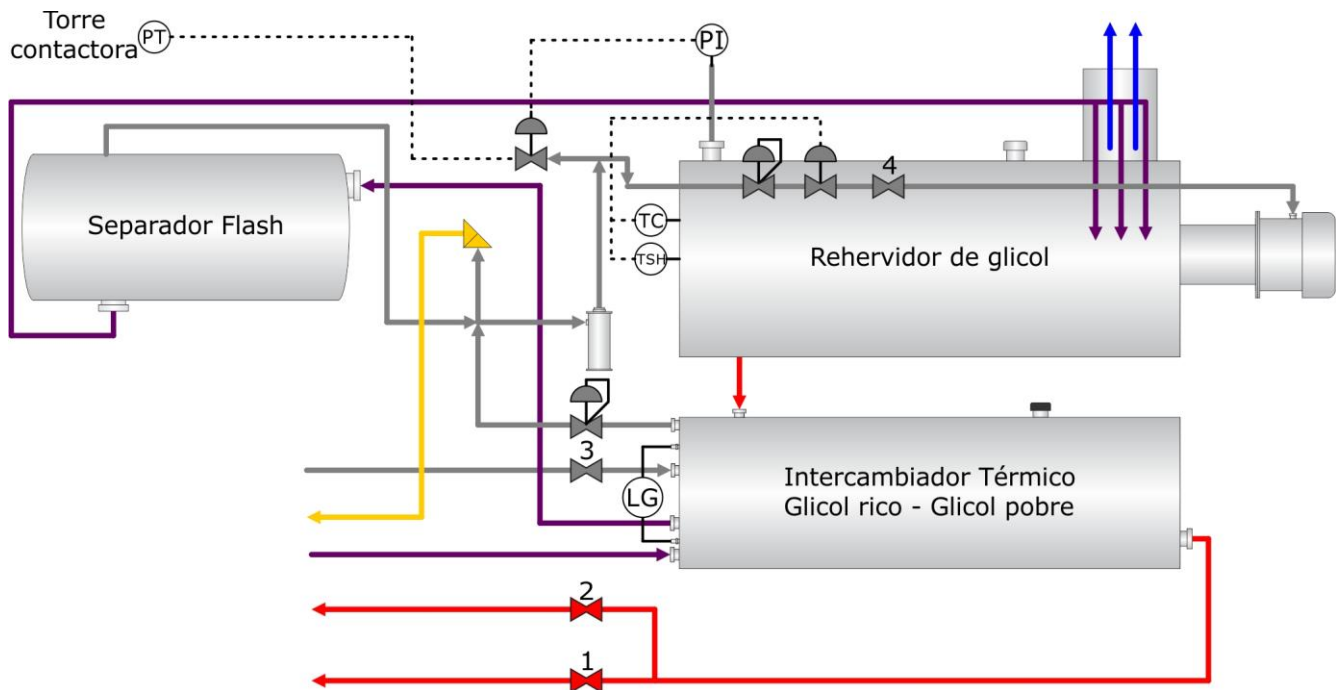 Torre
contactora
PT
PI
4
Separador Flash
TC
TSH
Rehervidor de glicol
3
LG
Intercambiador Térmico
Glicol rico - Glicol pobre
2
1